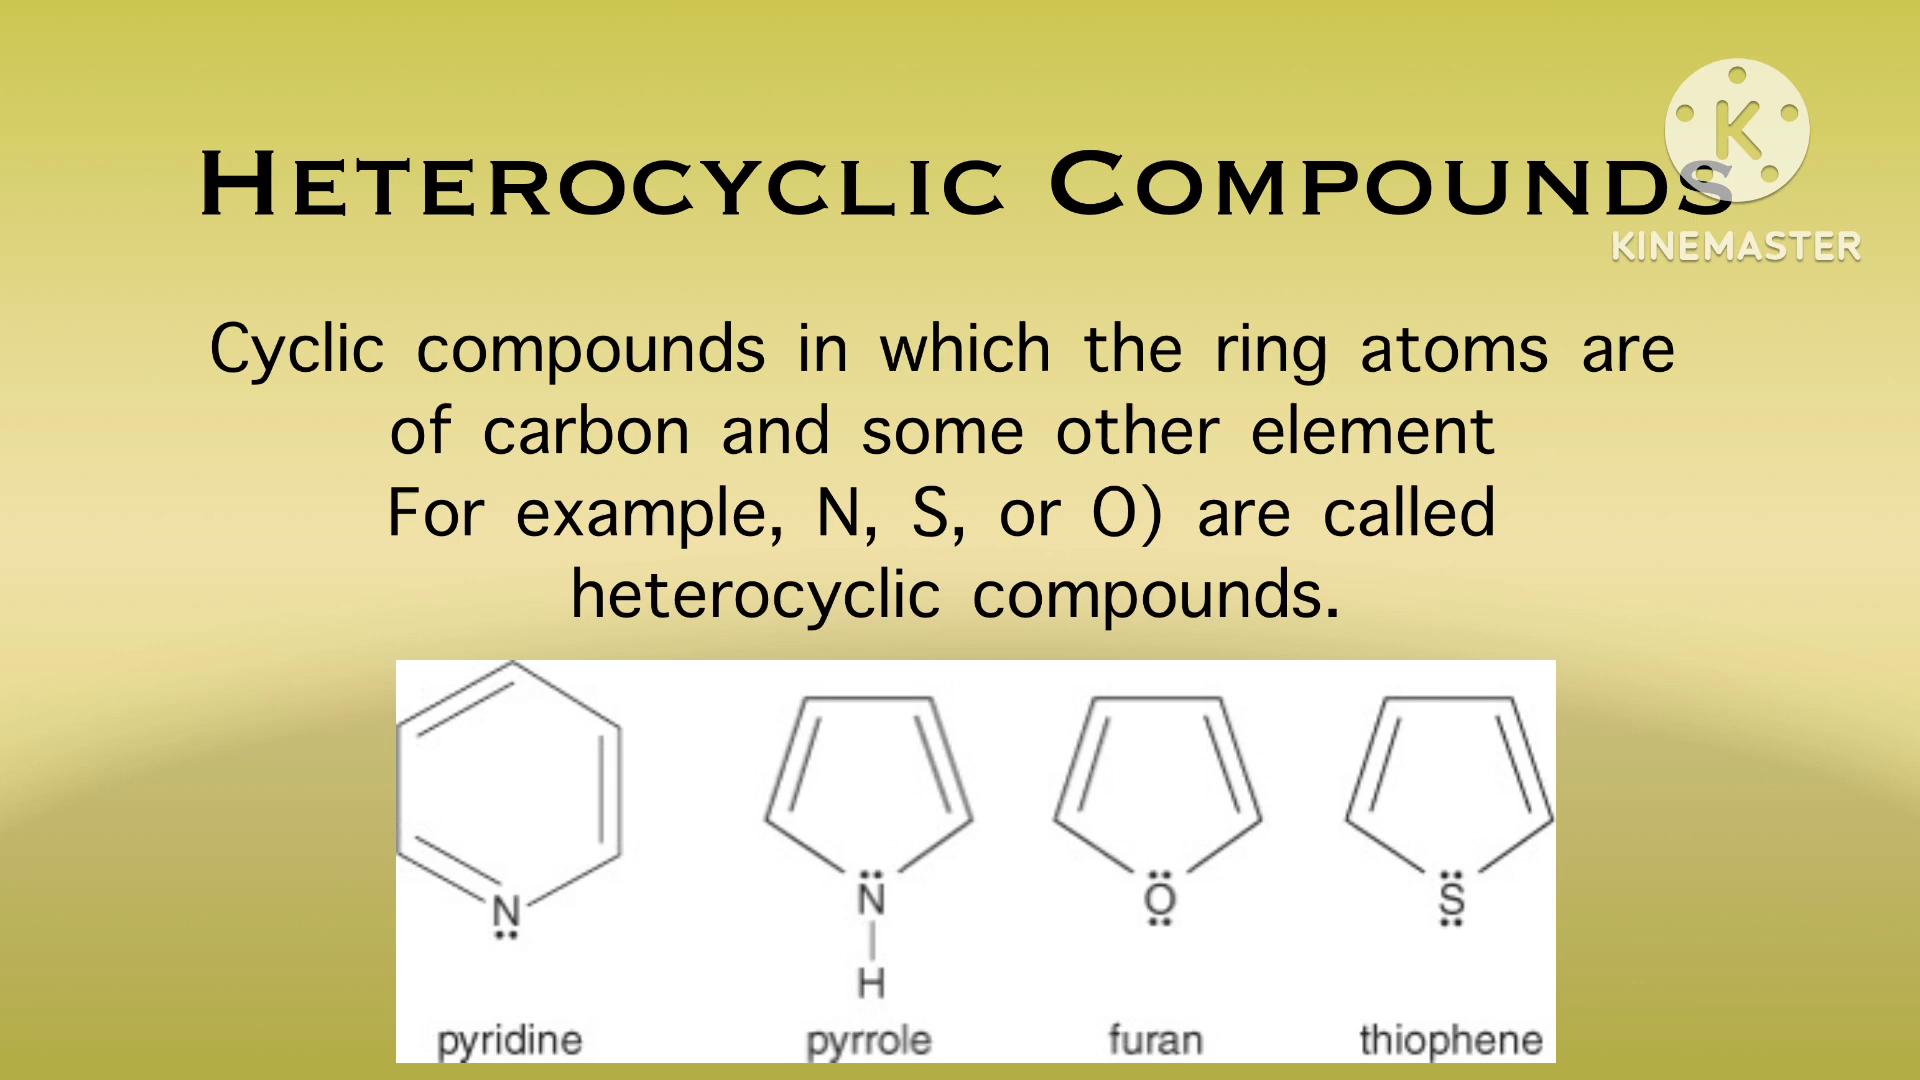 HETEROCYCLIC COMPOUNDS
K
KINEMASTER
Cyclic compounds in which the ring atoms are
of carbon and some other element
For example, N, S, or O) are called
heterocyclic compounds.
N N O S
H
pyridine pyrrole furan thiophene